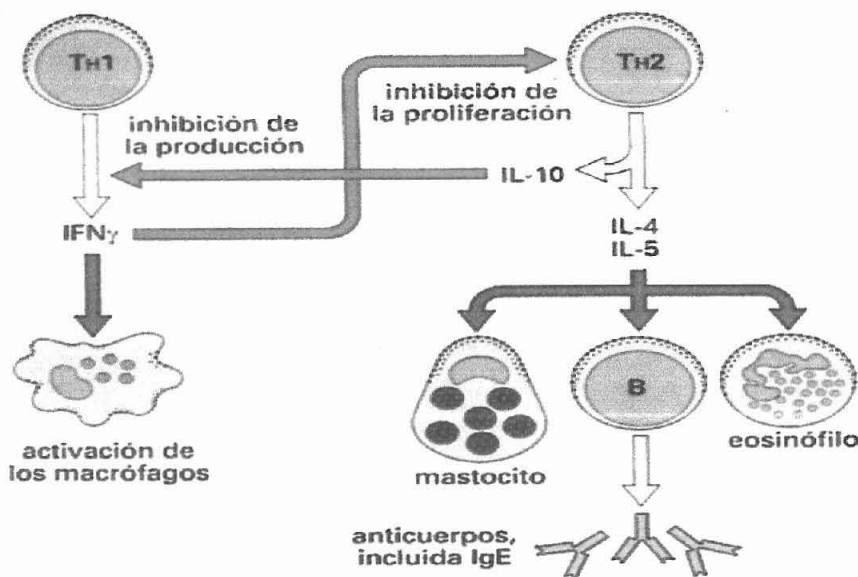 TH1
TH2
inhibición de
la proliferación
inhibición de
la producción
IL-10
IFNγ
IL-4
IL-5
B
activación de
los macrófagos
mastocito
eosinófilo
anticuerpos,
incluida IgE